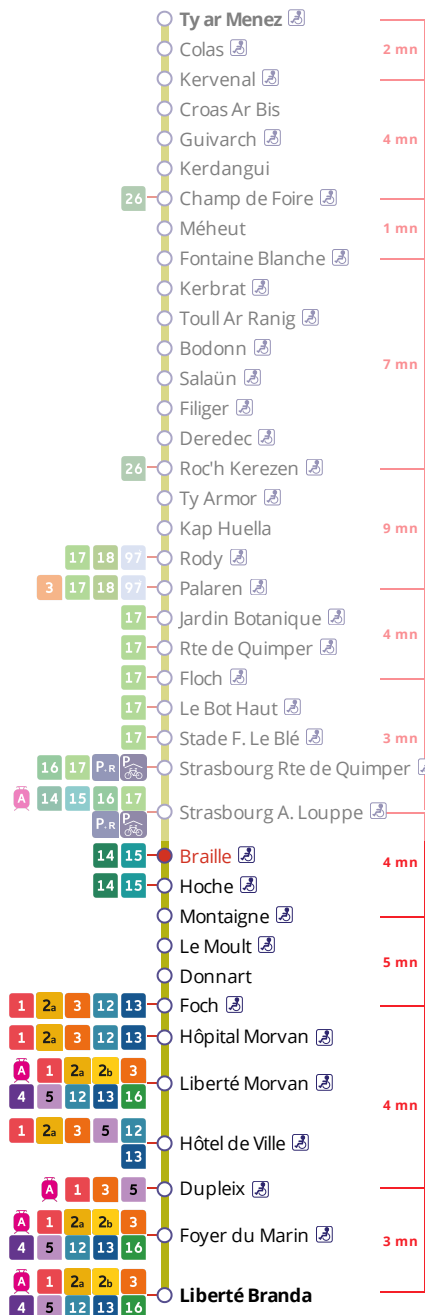 Ty ar Menez
Colas 2 mn
Kervenal
Croas Ar Bis
Guivarch 4 mn
Kerdangui
26 Champ de Foire
Méheut 1 mn
Fontaine Blanche
Kerbrat
Toull Ar Ranig
Bodonn 7 mn
Salaün
Filiger
Deredec
26 Roc'h Kerezen
Ty Armor
Kap Huella 9 mn
17 18 97 Rody
3 17 18 97 Palaren
17 Jardin Botanique
17 Rte de Quimper 4 mn
17 Floch
17 Le Bot Haut
17 Stade F. Le Blé 3 mn
16 17 P+R P Strasbourg Rte de Quimper
A 14 15 16 17
P+R P Strasbourg A. Louppe
14 15 Braille 4 mn
14 15 Hoche
Montaigne
Le Moult 5 mn
Donnart
1 2a 3 12 13 Foch
1 2a 3 12 13 Hôpital Morvan
A 1 2a 2b 3
4 5 12 13 16 Liberté Morvan
4 mn
1 2a 3 5 12
13 Hôtel de Ville
A 1 3 5 Dupleix
A 1 2a 2b 3
4 5 12 13 16 Foyer du Marin
3 mn
A 1 2a 2b 3
4 5 12 13 16 Liberté Branda